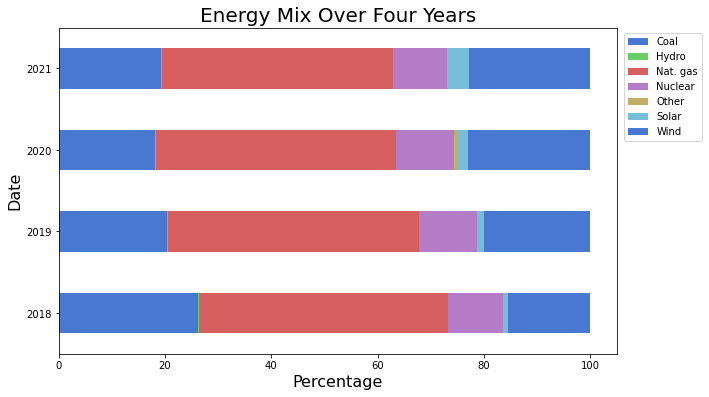 Energy Mix Over Four Years
Coal
Hydro
Nat. gas
Nuclear
Other
Solar
Wind
2021
2020
2019
2018
Date
0 20 40 60 80 100
Percentage